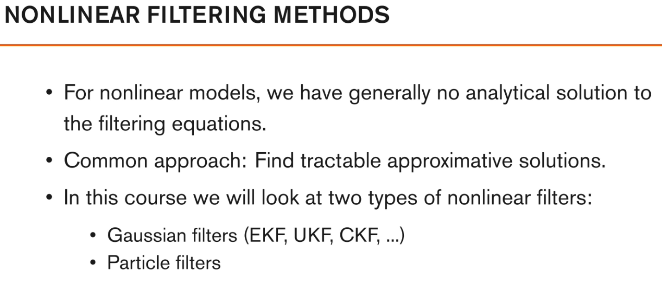 NONLINEAR FILTERING METHODS
• For nonlinear models, we have generally no analytical solution to
the filtering equations.
• Common approach: Find tractable approximative solutions.
• In this course we will look at two types of nonlinear filters:
• Gaussian filters (EKF, UKF, CKF, ...)
• Particle filters